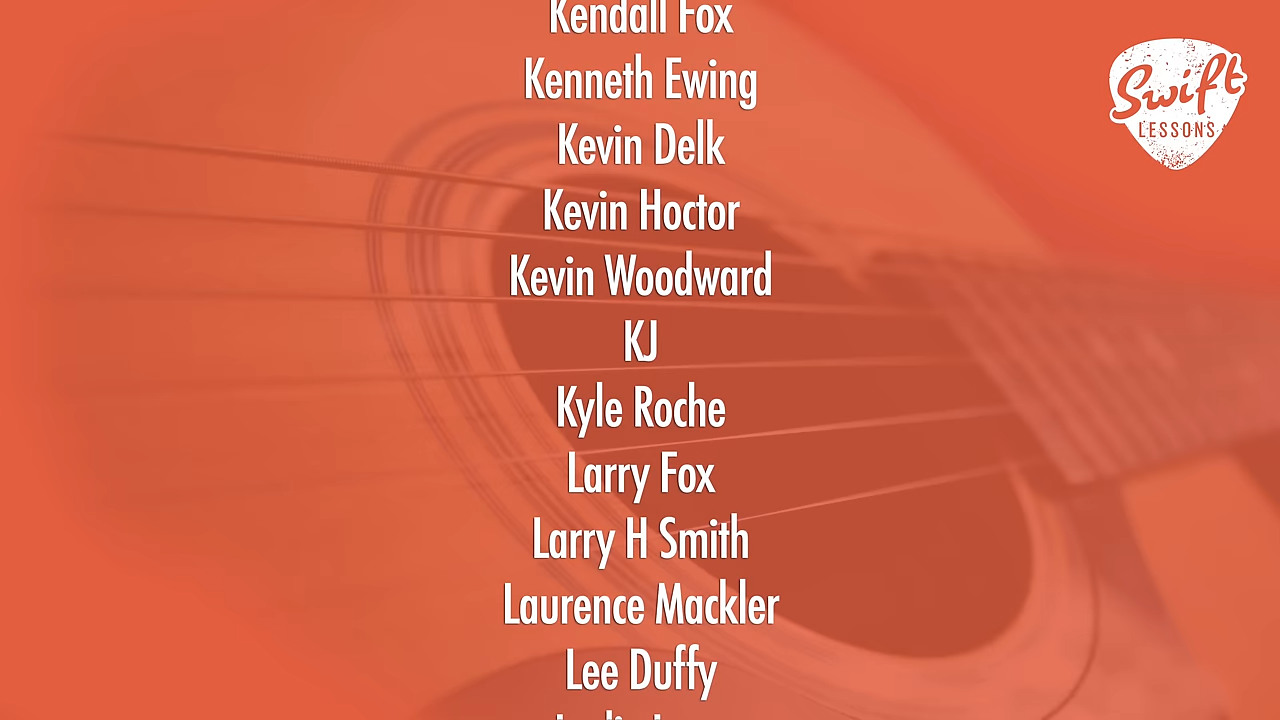 Kendall Fox
Kenneth Ewing
Kevin Delk
Kevin Hoctor
Kevin Woodward
KJ
Kyle Roche
Larry Fox
Larry H Smith
Laurence Mackler
Lee Duffy
Swift
LESSONS